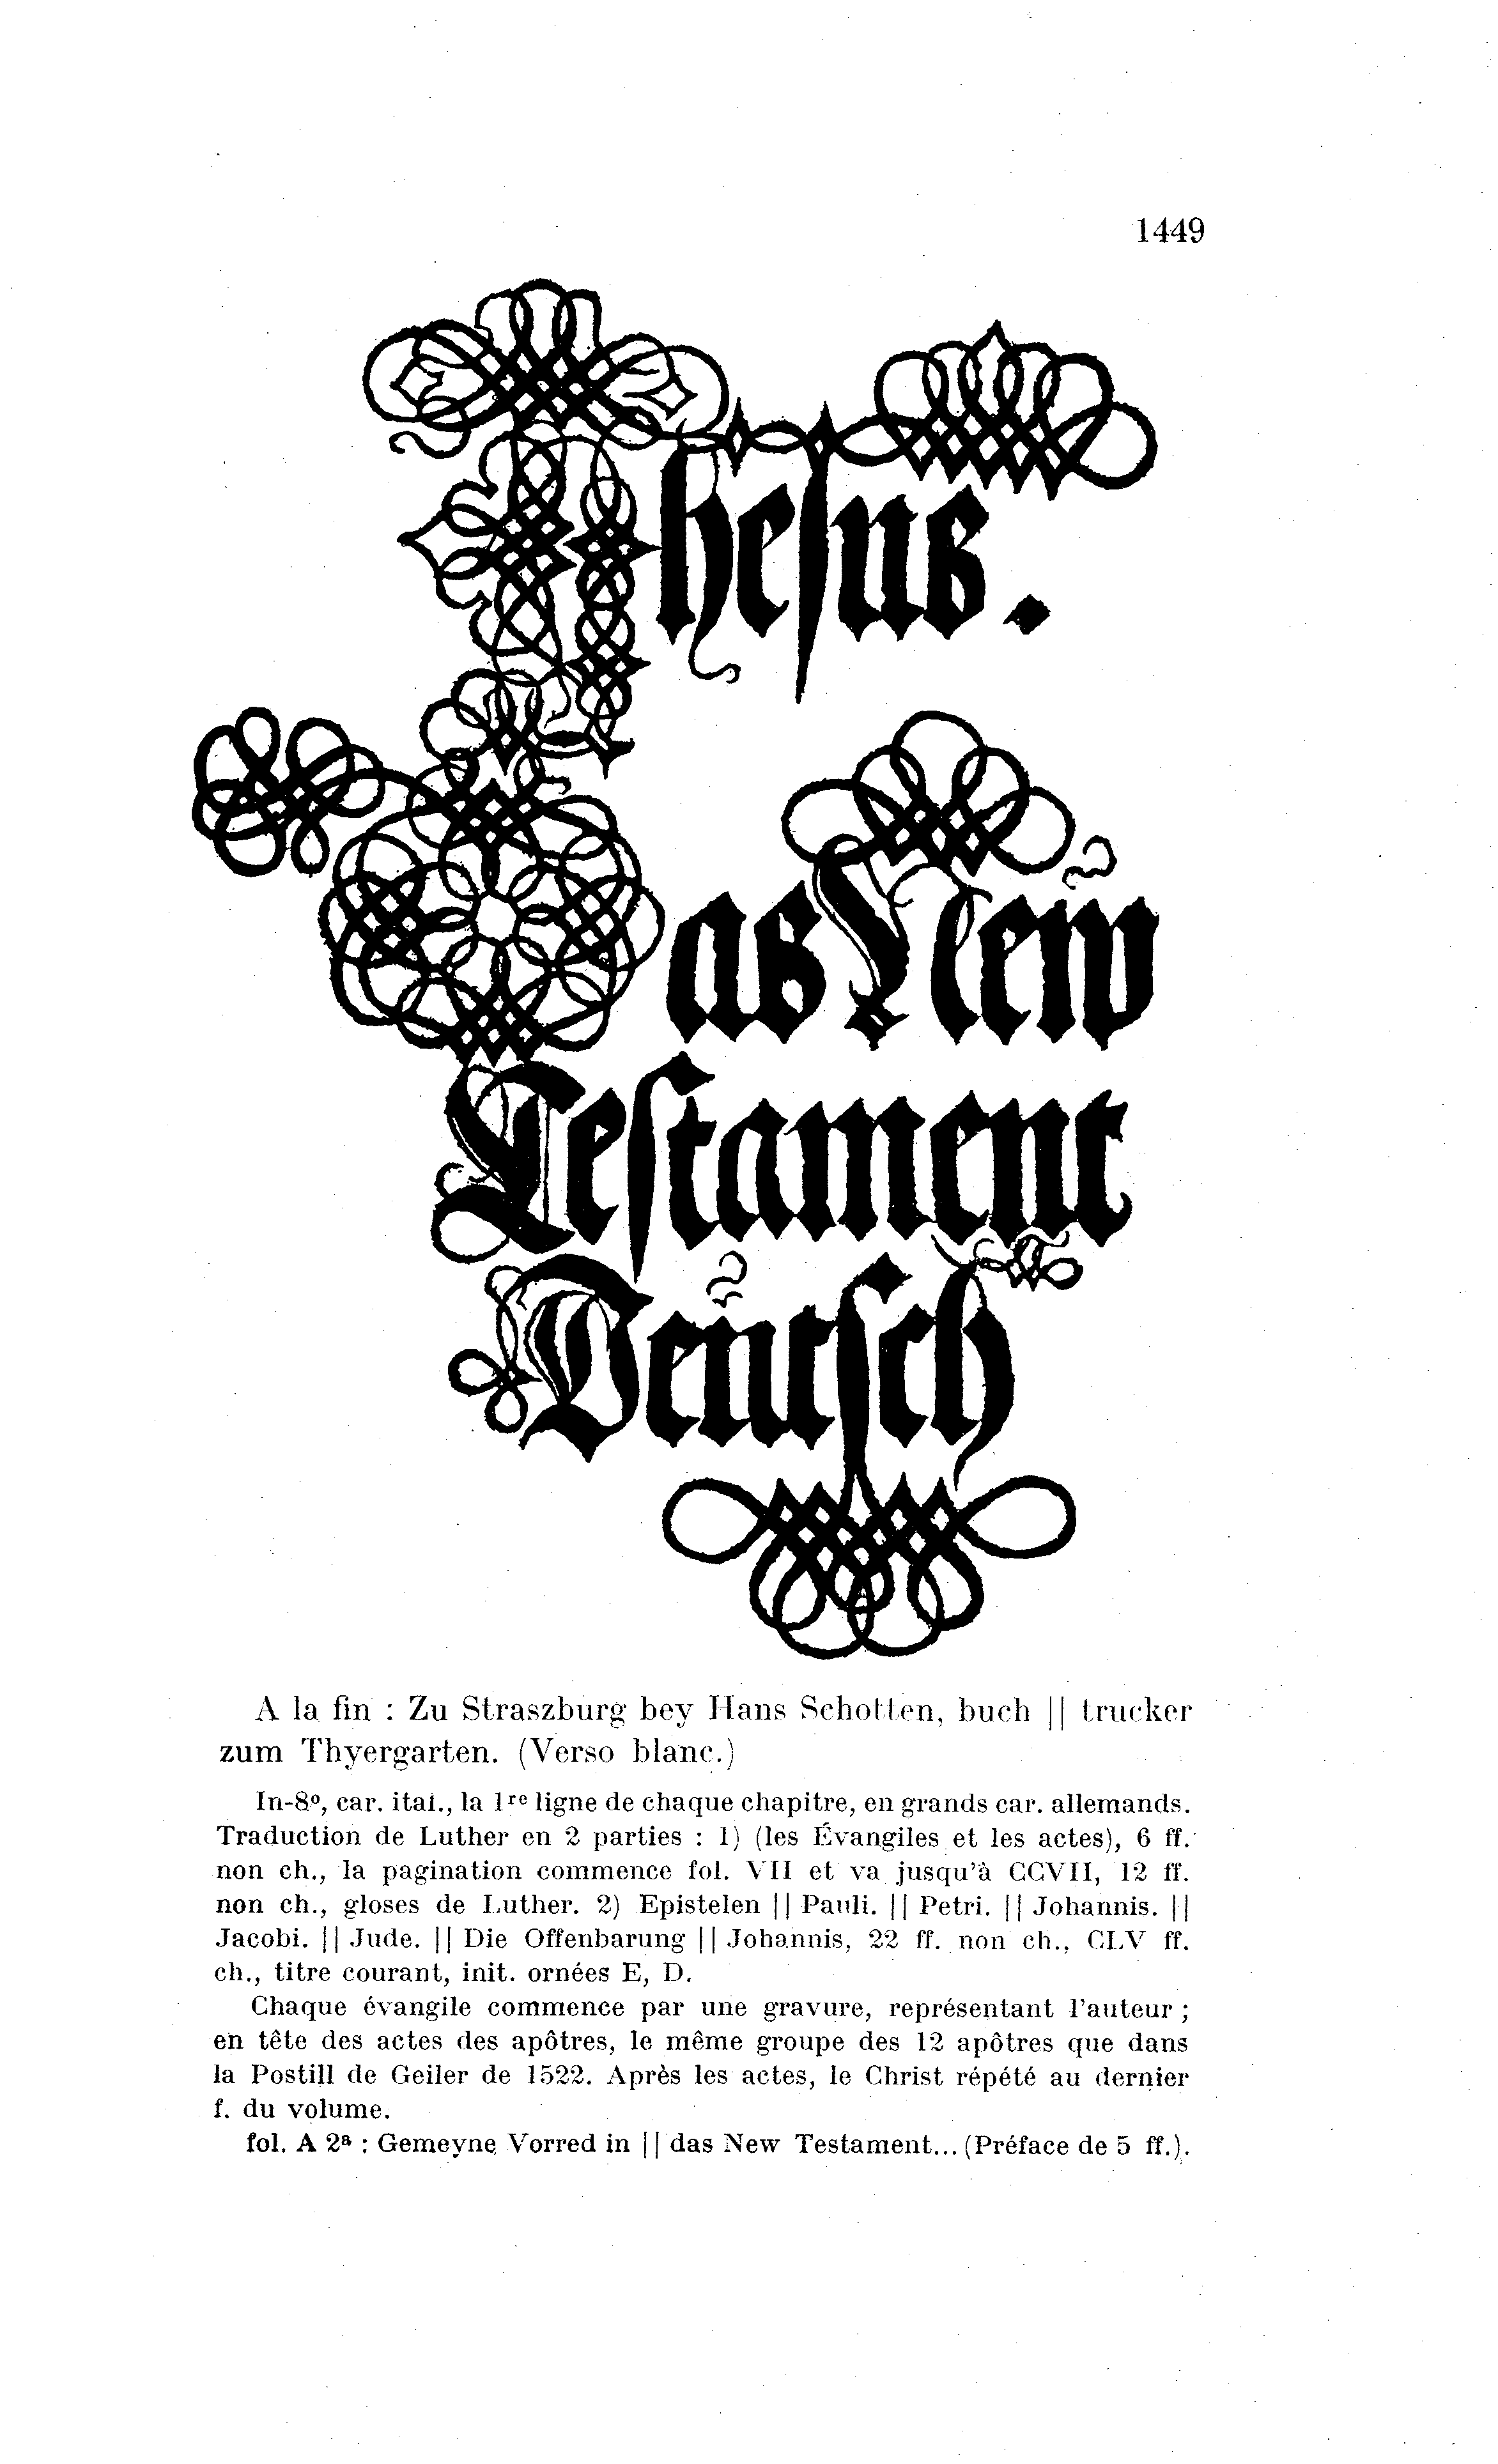 1449
Jhesus.
Das New
Testament
Deutsch
A la fin : Zu Straszburg bey Hans Schotten, buch || trucker
zum Thyergarten. (Verso blanc.)
In-8º, car. ital., la 1re ligne de chaque chapitre, en grands car. allemands.
Traduction de Luther en 2 parties : 1) (les Évangiles et les actes), 6 ff.
non ch., la pagination commence fol. VII et va jusqu'à CCVII, 12 ff.
non ch., gloses de Luther. 2) Epistelen || Pauli. || Petri. || Johannis. ||
Jacobi. || Jude. || Die Offenbarung || Johannis, 22 ff. non ch., CLV ff.
ch., titre courant, init. ornées E, D.
Chaque évangile commence par une gravure, représentant l'auteur ;
en tête des actes des apôtres, le même groupe des 12 apôtres que dans
la Postill de Geiler de 1522. Après les actes, le Christ répété au dernier
f. du volume.
fol. A 2a : Gemeyne Vorred in || das New Testament... (Préface de 5 ff.).